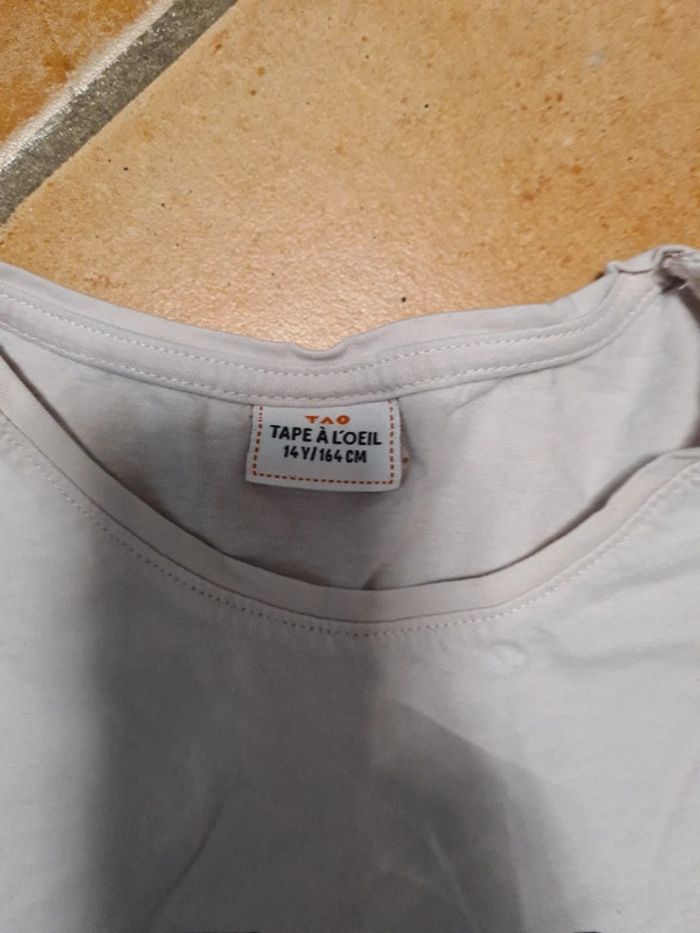 TAO
TAPE À L'OEIL
14Y/164 CM